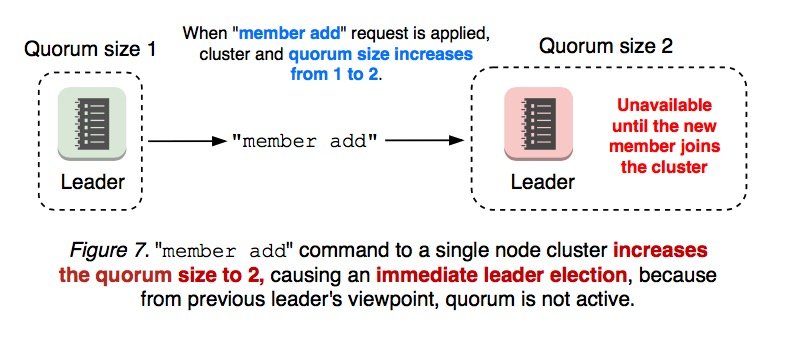 When "member add" request is applied,
cluster and quorum size increases
from 1 to 2.
Quorum size 1
Leader
"member add"
Quorum size 2
Leader
Unavailable
until the new
member joins
the cluster
Figure 7. "member add" command to a single node cluster increases
the quorum size to 2, causing an immediate leader election, because
from previous leader's viewpoint, quorum is not active.